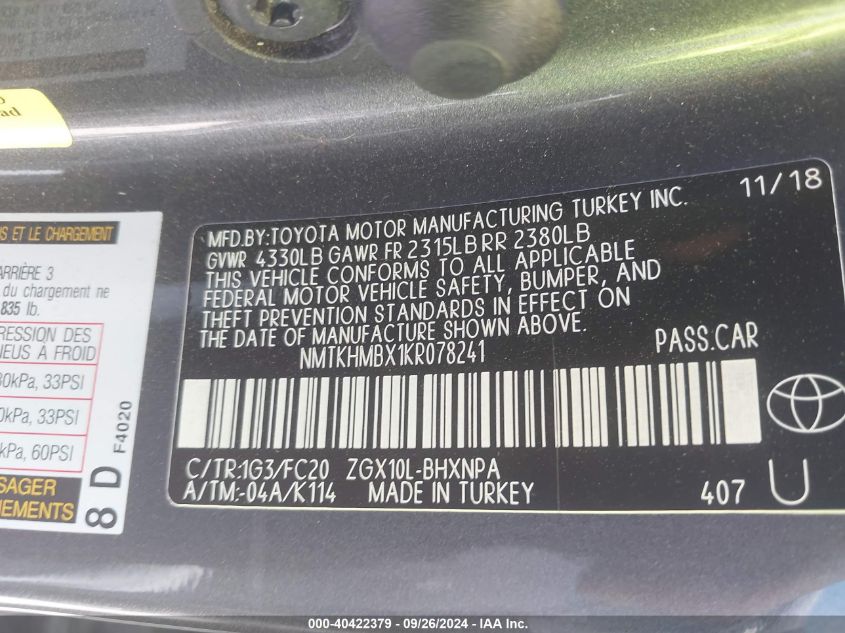 ad
S ET LE CHARGEMENT
ARRIÈRE 3
du chargement ne
835 lb.
RESSION DES
NEUS À FROID
0kPa, 33PSI
0kPa, 33PSI
kPa, 60PSI
SAGER
NEMENTS
8 D
F4020
11/18
MFD.BY:TOYOTA MOTOR MANUFACTURING TURKEY INC.
GVWR 4330LB GAWR FR 2315LB RR 2380LB
THIS VEHICLE CONFORMS TO ALL APPLICABLE
FEDERAL MOTOR VEHICLE SAFETY, BUMPER, AND
THEFT PREVENTION STANDARDS IN EFFECT ON
THE DATE OF MANUFACTURE SHOWN ABOVE.
NMTKHMBX1KR078241
PASS.CAR
C/TR:1G3/FC20 ZGX10L-BHXNPA
A/TM:-04A/K114 MADE IN TURKEY
407 U
000-40422379 - 09/26/2024 - IAA Inc.